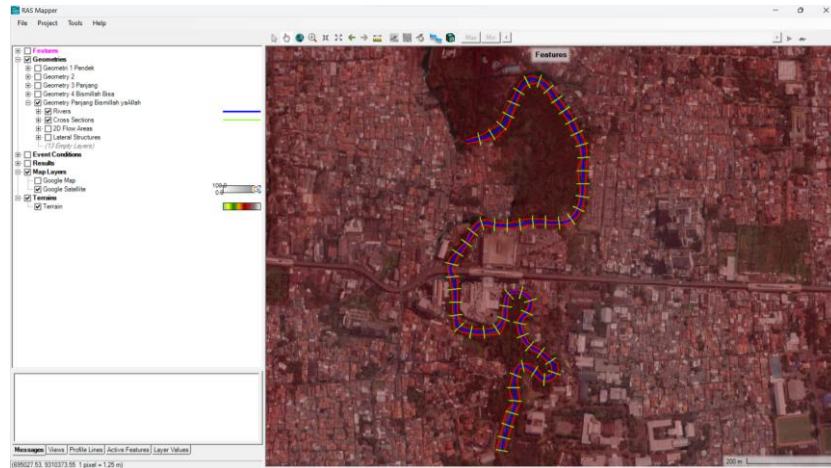 RAS Mapper
File Project Tools Help
Max Min
Features
Geometries
Geometri 1 Pendek
Geometry 2
Geometry 3 Panjang
Geometry 4 Bismillah Bisa
Geometry Panjang Bismillah yaAllah
Rivers
Cross Sections
2D Flow Areas
Lateral Structures
(13 Empty Layers)
Event Conditions
Results
Map Layers
Google Map
Google Satellite
Terrains
Terrain
Features
200 m
Messages Views Profile Lines Active Features Layer Values
(695027.53, 9310373.55 1 pixel = 1.25 m)